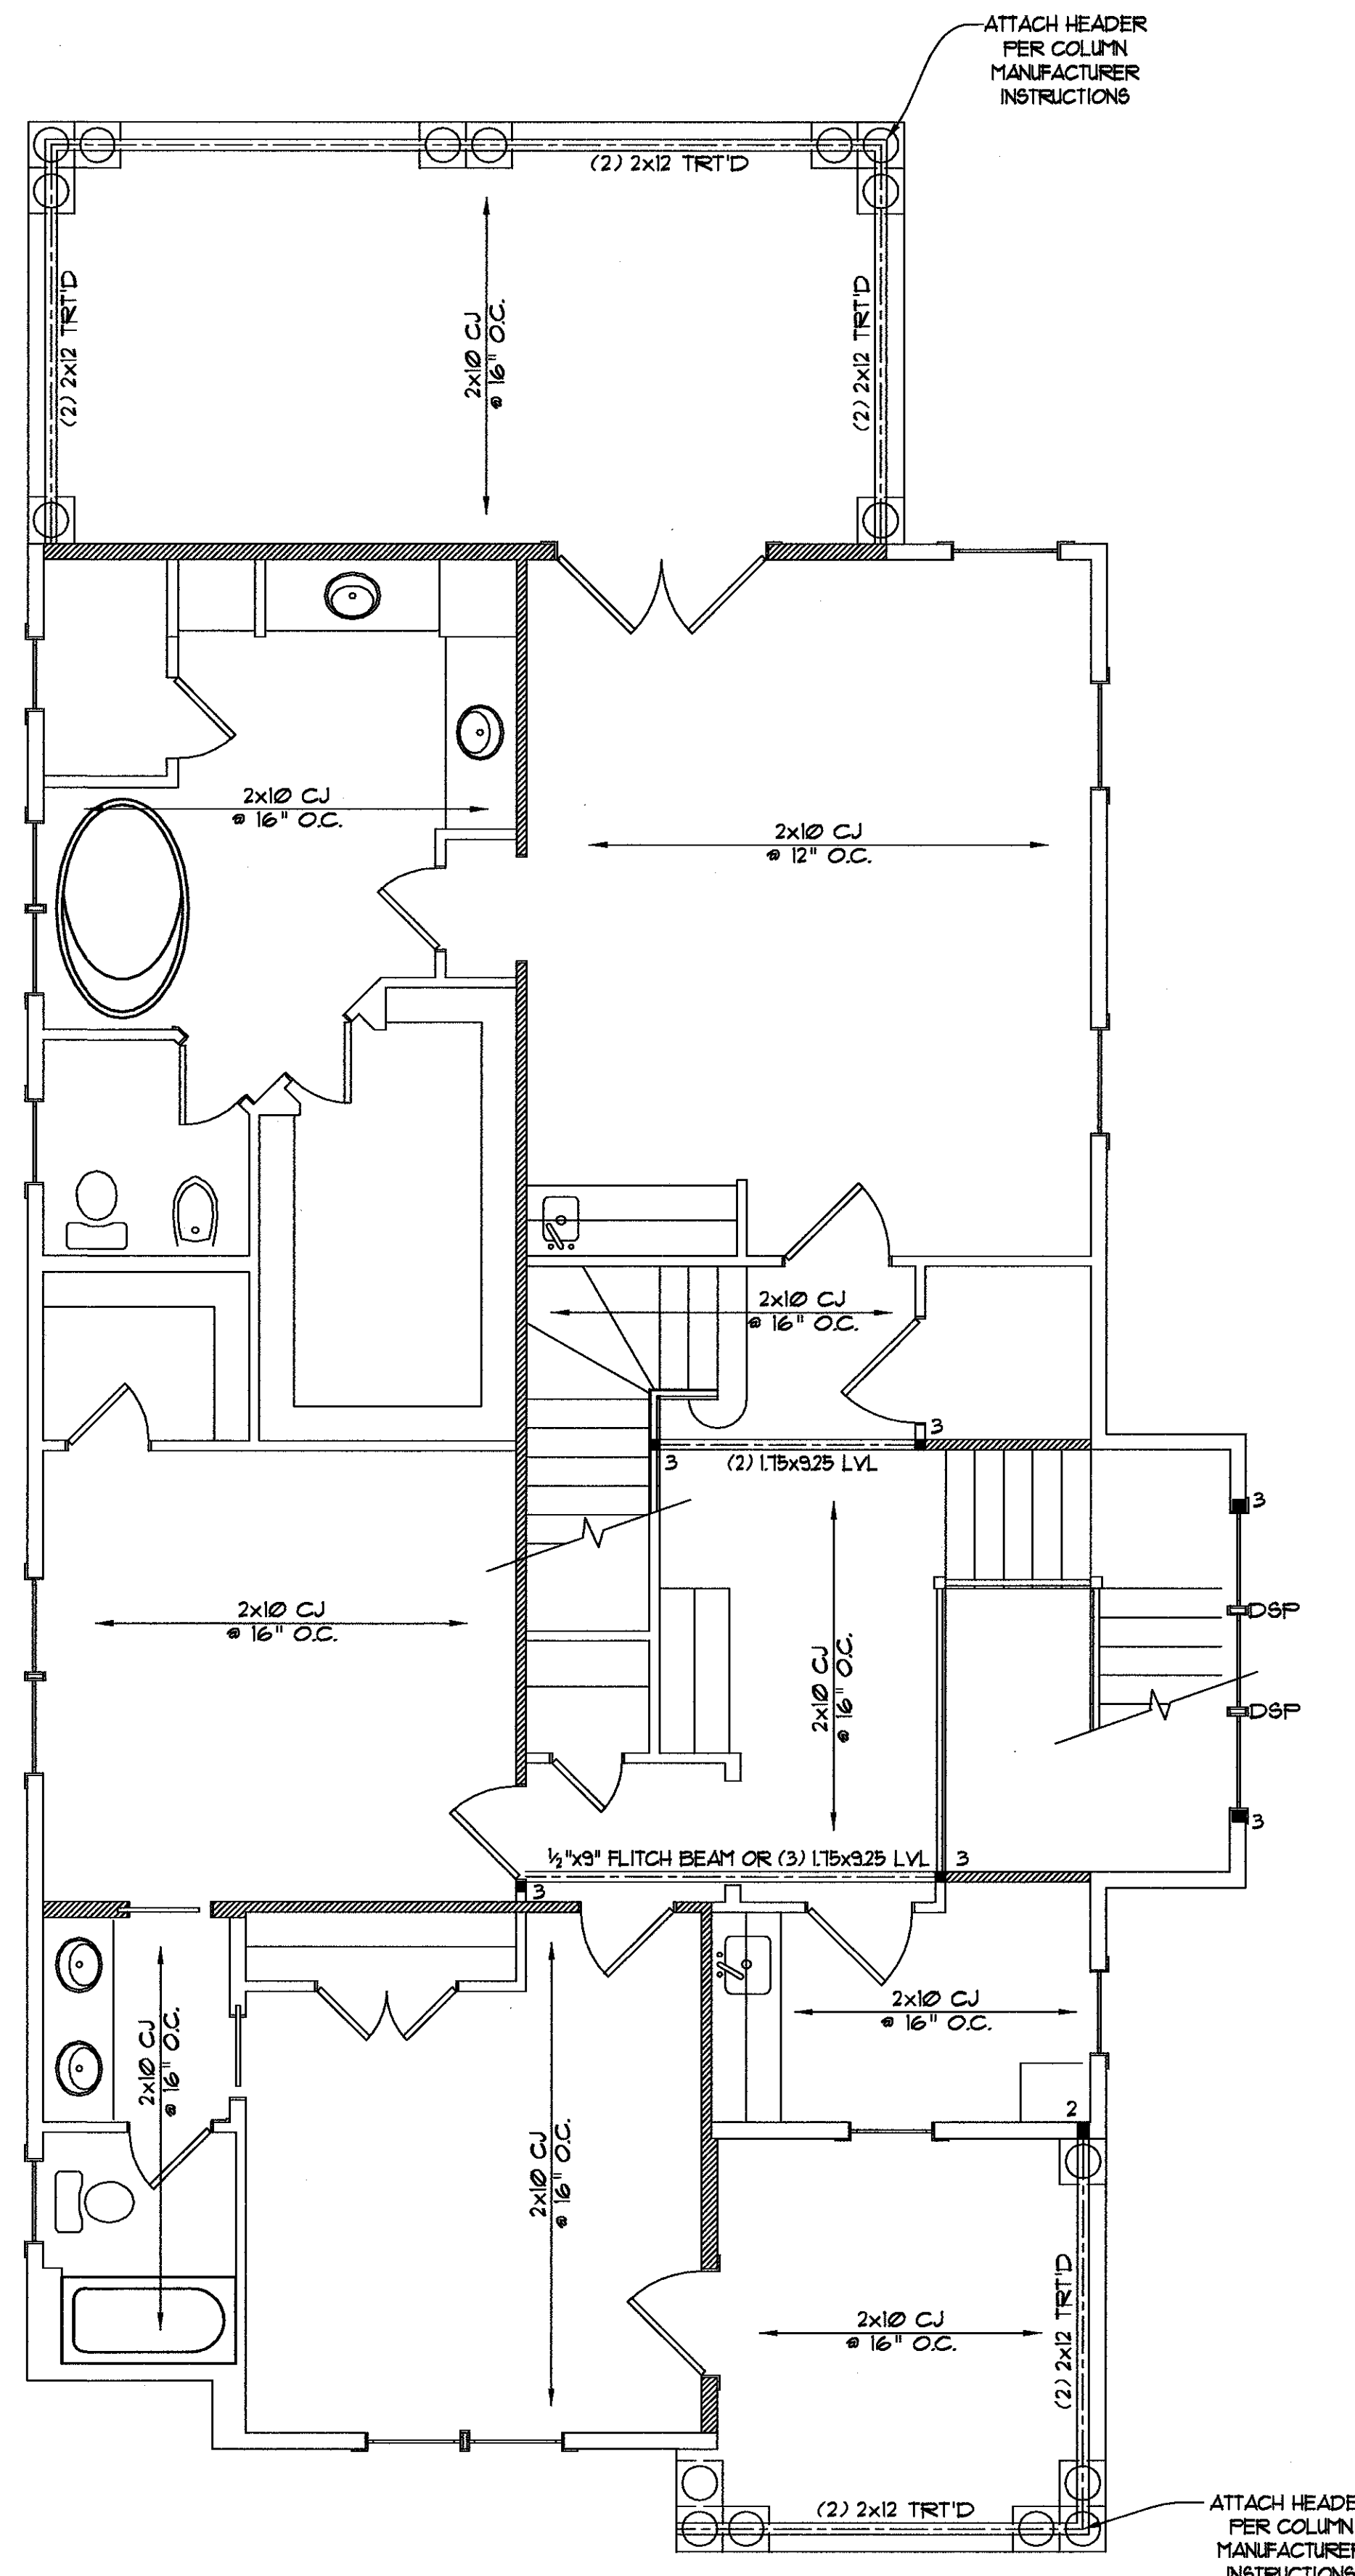 ATTACH HEADER
PER COLUMN
MANUFACTURER
INSTRUCTIONS
(2) 2x12 TRT'D
(2) 2x12 TRT'D
(2) 2x12 TRT'D
2x10 CJ
@ 16" O.C.
2x10 CJ
@ 16" O.C.
2x10 CJ
@ 12" O.C.
2x10 CJ
@ 16" O.C.
3
3
(2) 1.75x9.25 LVL
3
2x10 CJ
@ 16" O.C.
DSP
2x10 CJ
@ 16" O.C.
DSP
3
1/2"x9" FLITCH BEAM OR (3) 1.75x9.25 LVL
3
3
2x10 CJ
@ 16" O.C.
2x10 CJ
@ 16" O.C.
2
2x10 CJ
@ 16" O.C.
2x10 CJ
@ 16" O.C.
(2) 2x12 TRT'D
(2) 2x12 TRT'D
ATTACH HEADE
PER COLUMN
MANUFACTURER
INSTRUCTIONS